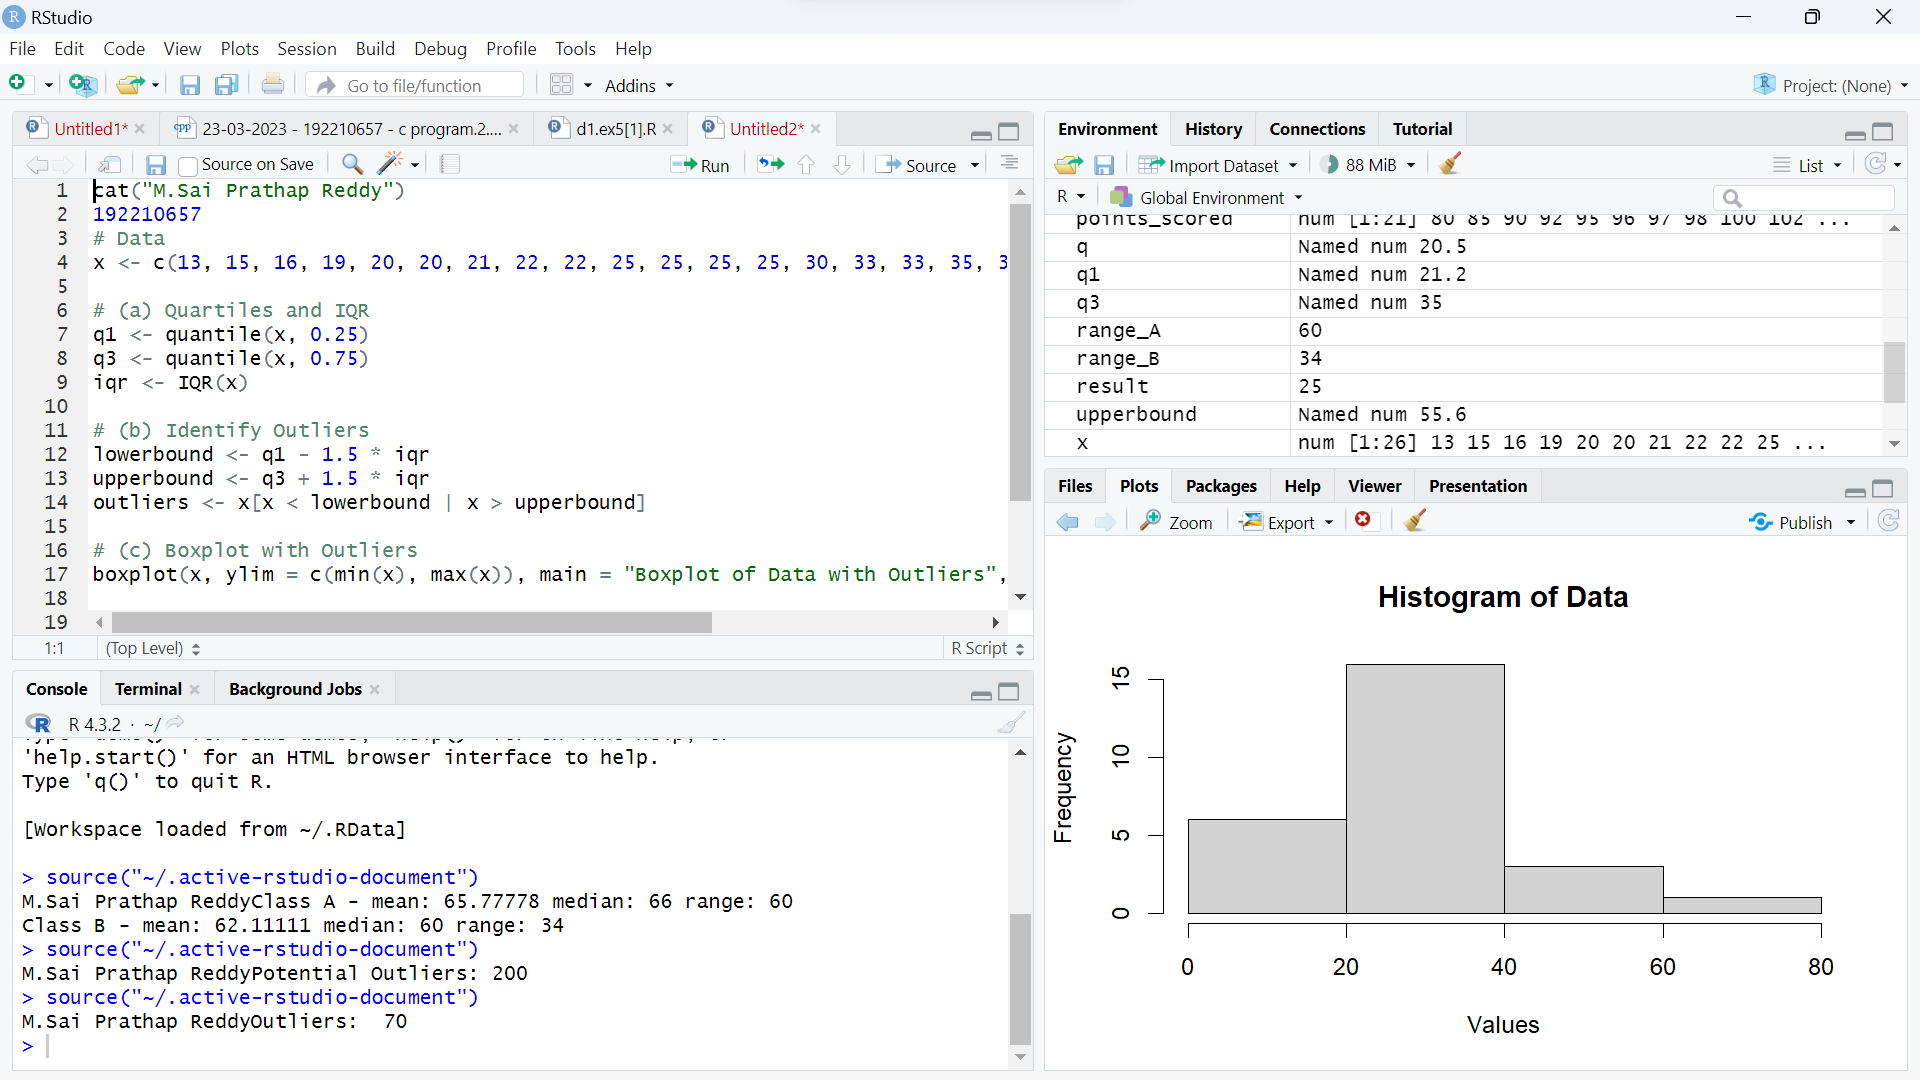 RStudio
File Edit Code View Plots Session Build Debug Profile Tools Help
Go to file/function Addins Project: (None)
Untitled1* 23-03-2023 - 192210657 - c program.2.... d1.ex5[1].R Untitled2*
Source on Save Run Source
1 cat("M.Sai Prathap Reddy")
2 192210657
3 # Data
4 x <- c(13, 15, 16, 19, 20, 20, 21, 22, 22, 25, 25, 25, 25, 30, 33, 33, 35, 3
5
6 # (a) Quartiles and IQR
7 q1 <- quantile(x, 0.25)
8 q3 <- quantile(x, 0.75)
9 iqr <- IQR(x)
10
11 # (b) Identify Outliers
12 lowerbound <- q1 - 1.5 * iqr
13 upperbound <- q3 + 1.5 * iqr
14 outliers <- x[x < lowerbound | x > upperbound]
15
16 # (c) Boxplot with Outliers
17 boxplot(x, ylim = c(min(x), max(x)), main = "Boxplot of Data with Outliers",
18
19
1:1 (Top Level) R Script
Console Terminal Background Jobs
R 4.3.2 · ~/
'help.start()' for an HTML browser interface to help.
Type 'q()' to quit R.
[Workspace loaded from ~/.RData]
> source("~/.active-rstudio-document")
M.Sai Prathap ReddyClass A - mean: 65.77778 median: 66 range: 60
Class B - mean: 62.11111 median: 60 range: 34
> source("~/.active-rstudio-document")
M.Sai Prathap ReddyPotential Outliers: 200
> source("~/.active-rstudio-document")
M.Sai Prathap ReddyOutliers:  70
>
Environment History Connections Tutorial
Import Dataset 88 MiB List
R Global Environment
points_scored num [1:21] 80 85 90 92 95 96 97 98 100 102 ...
q Named num 20.5
q1 Named num 21.2
q3 Named num 35
range_A 60
range_B 34
result 25
upperbound Named num 55.6
x num [1:26] 13 15 16 19 20 20 21 22 22 25 ...
Files Plots Packages Help Viewer Presentation
Zoom Export Publish
Histogram of Data
Frequency
15
10
5
0
0 20 40 60 80
Values